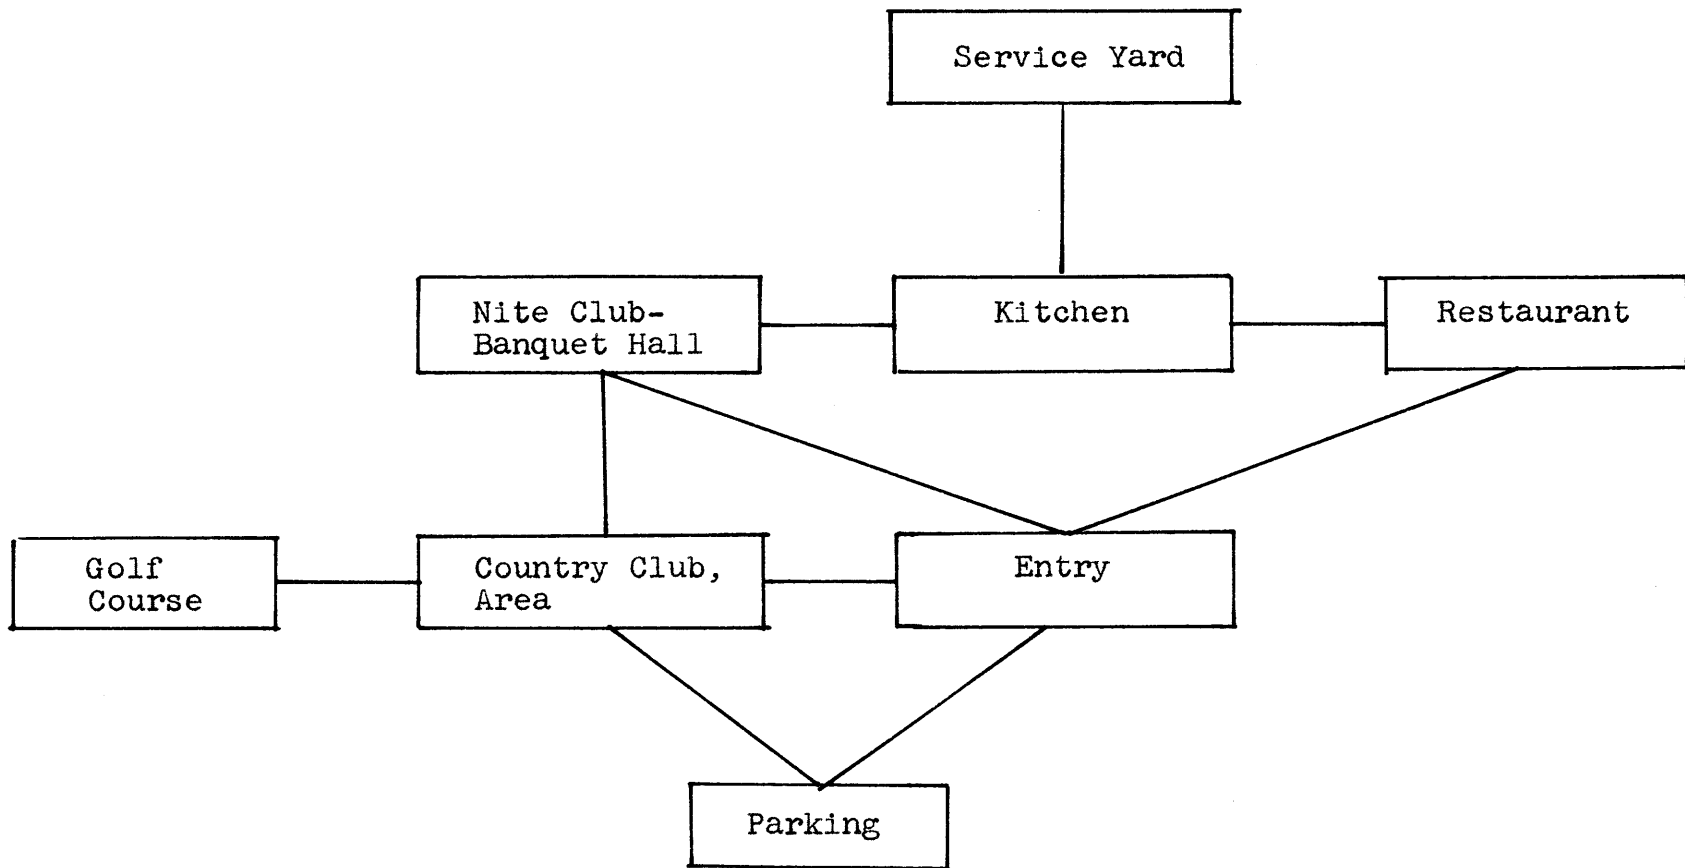 Service Yard
Nite Club-
Banquet Hall
Kitchen
Restaurant
Golf
Course
Country Club,
Area
Entry
Parking